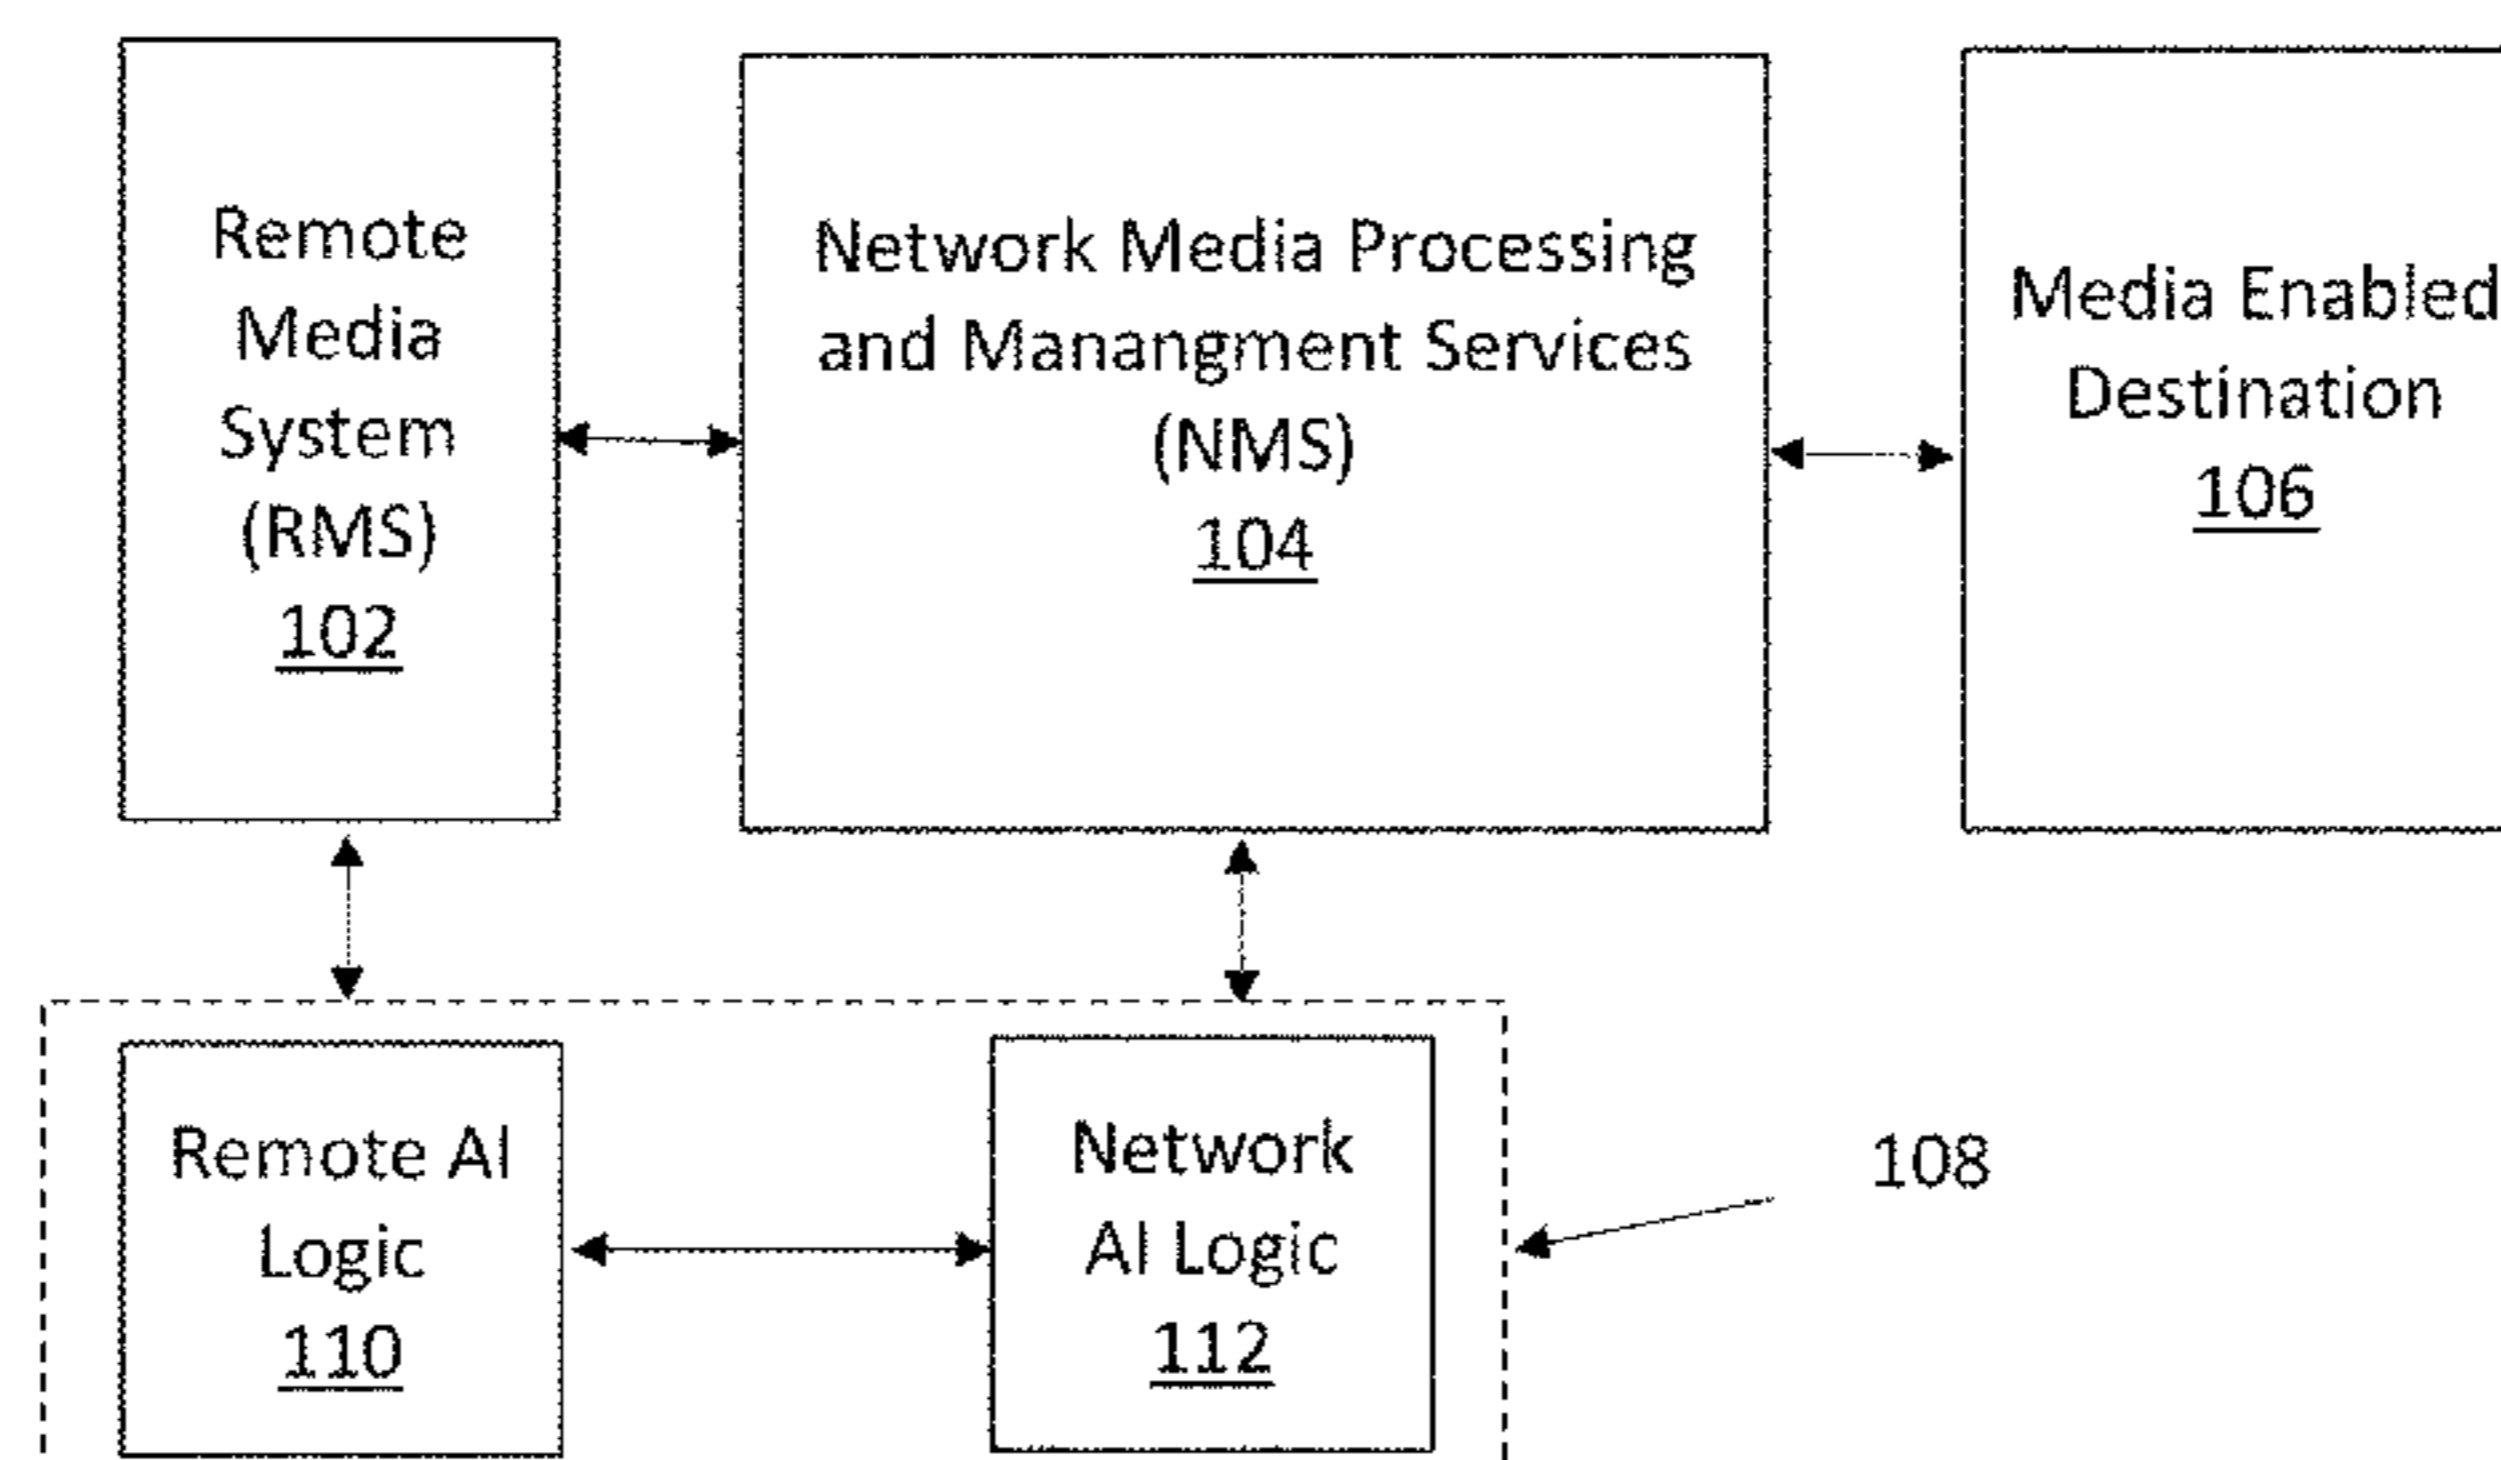 Remote
Media
System
(RMS)
102
Network Media Processing
and Manangment Services
(NMS)
104
Media Enabled
Destination
106
Remote AI
Logic
110
Network
AI Logic
112
108